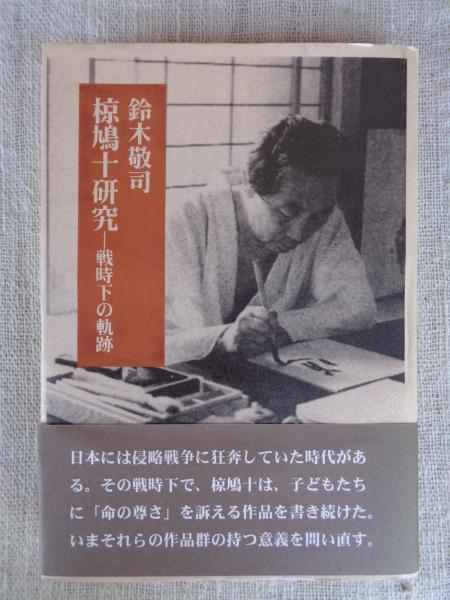 鈴木敬司
椋鳩十研究―戦時下の軌跡
日本には侵略戦争に狂奔していた時代があ
る。その戦時下で、椋鳩十は、子どもたち
に「命の尊さ」を訴える作品を書き続けた。
いまそれらの作品群の持つ意義を問い直す。